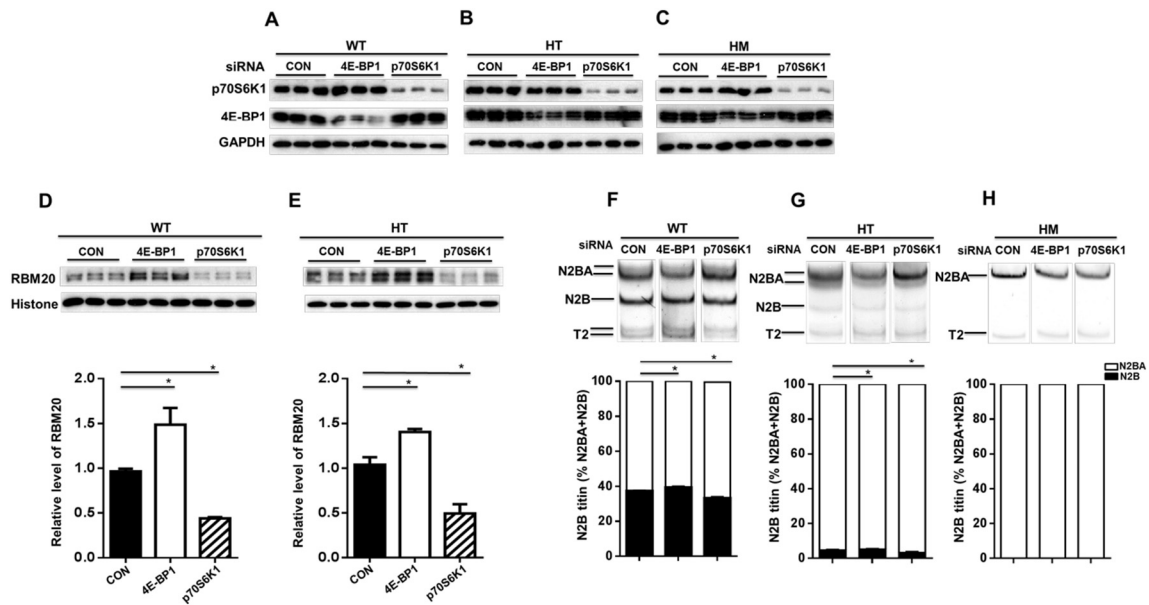 A B C
WT HT HM
siRNA CON 4E-BP1 p70S6K1 CON 4E-BP1 p70S6K1 CON 4E-BP1 p70S6K1
p70S6K1
4E-BP1
GAPDH
D E
WT HT
CON 4E-BP1 p70S6K1 CON 4E-BP1 p70S6K1
RBM20
Histone
Relative level of RBM20
2.0
1.5
1.0
0.5
0.0
* *
CON 4E-BP1 p70S6K1
Relative level of RBM20
2.0
1.5
1.0
0.5
0.0
* *
CON 4E-BP1 p70S6K1
F
WT
siRNA CON 4E-BP1 p70S6K1
N2BA
N2B
T2
* *
N2B titin (% N2BA+N2B)
100
80
60
40
20
0
G
HT
siRNA CON 4E-BP1 p70S6K1
N2BA
N2B
T2
* *
N2B titin (% N2BA+N2B)
100
80
60
40
20
0
H
HM
siRNA CON 4E-BP1 p70S6K1
N2BA
T2
N2BA
N2B
N2B titin (% N2BA+N2B)
100
80
60
40
20
0